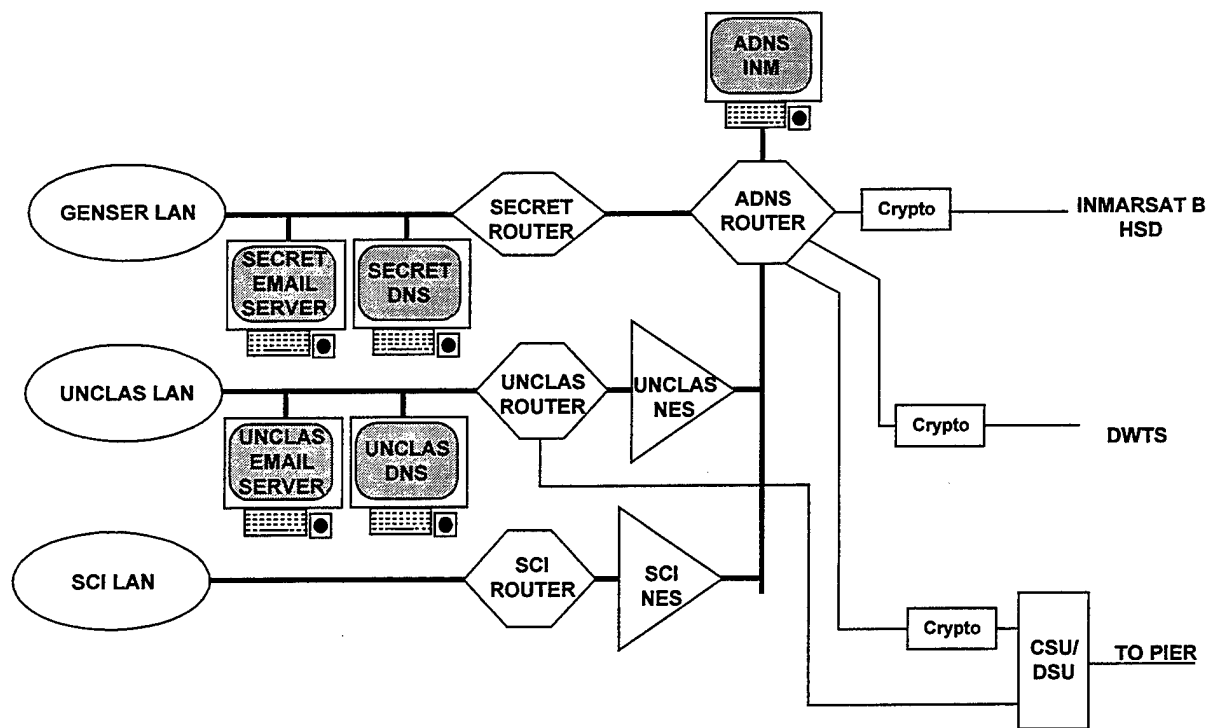 ADNS
INM
GENSER LAN
SECRET
ROUTER
ADNS
ROUTER
Crypto
INMARSAT B
HSD
SECRET
EMAIL
SERVER
SECRET
DNS
UNCLAS LAN
UNCLAS
ROUTER
UNCLAS
NES
Crypto
DWTS
UNCLAS
EMAIL
SERVER
UNCLAS
DNS
SCI LAN
SCI
ROUTER
SCI
NES
Crypto
CSU/
DSU
TO PIER